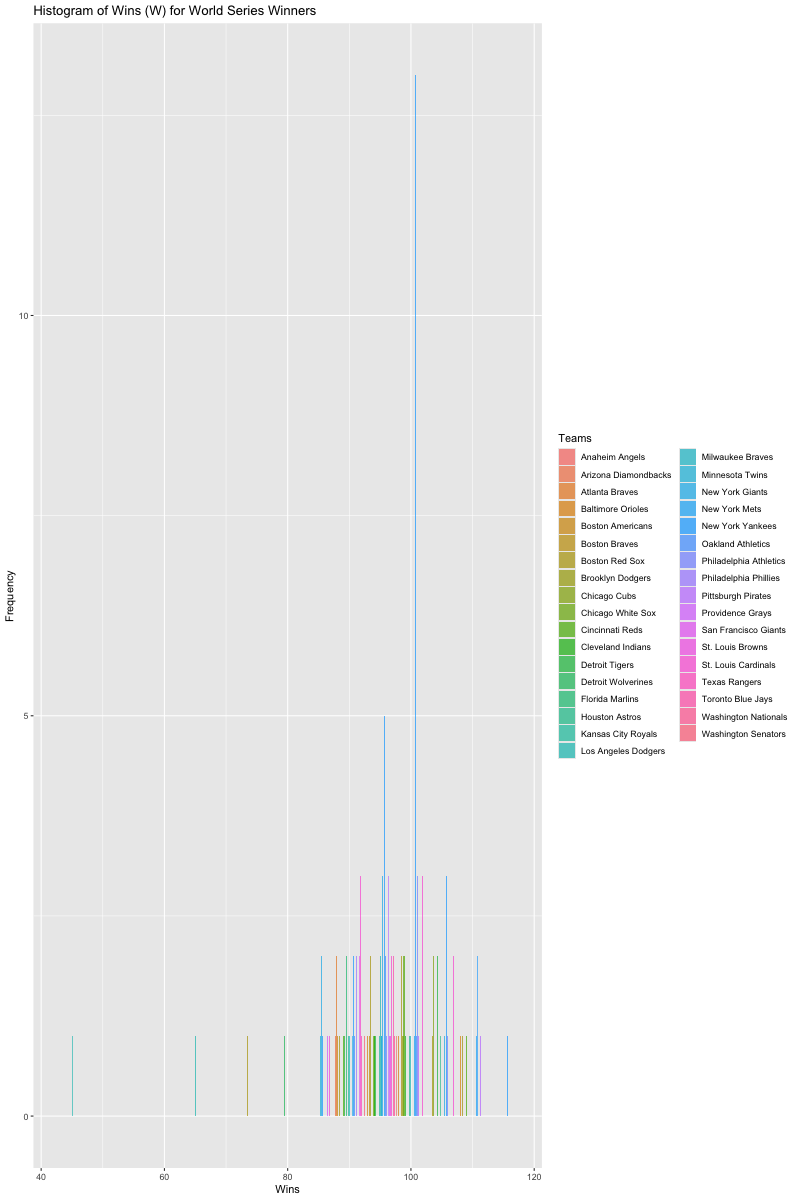 Histogram of Wins (W) for World Series Winners
Frequency
10
5
0
40
60
80
100
120
Wins
Teams
Anaheim Angels
Arizona Diamondbacks
Atlanta Braves
Baltimore Orioles
Boston Americans
Boston Braves
Boston Red Sox
Brooklyn Dodgers
Chicago Cubs
Chicago White Sox
Cincinnati Reds
Cleveland Indians
Detroit Tigers
Detroit Wolverines
Florida Marlins
Houston Astros
Kansas City Royals
Los Angeles Dodgers
Milwaukee Braves
Minnesota Twins
New York Giants
New York Mets
New York Yankees
Oakland Athletics
Philadelphia Athletics
Philadelphia Phillies
Pittsburgh Pirates
Providence Grays
San Francisco Giants
St. Louis Browns
St. Louis Cardinals
Texas Rangers
Toronto Blue Jays
Washington Nationals
Washington Senators